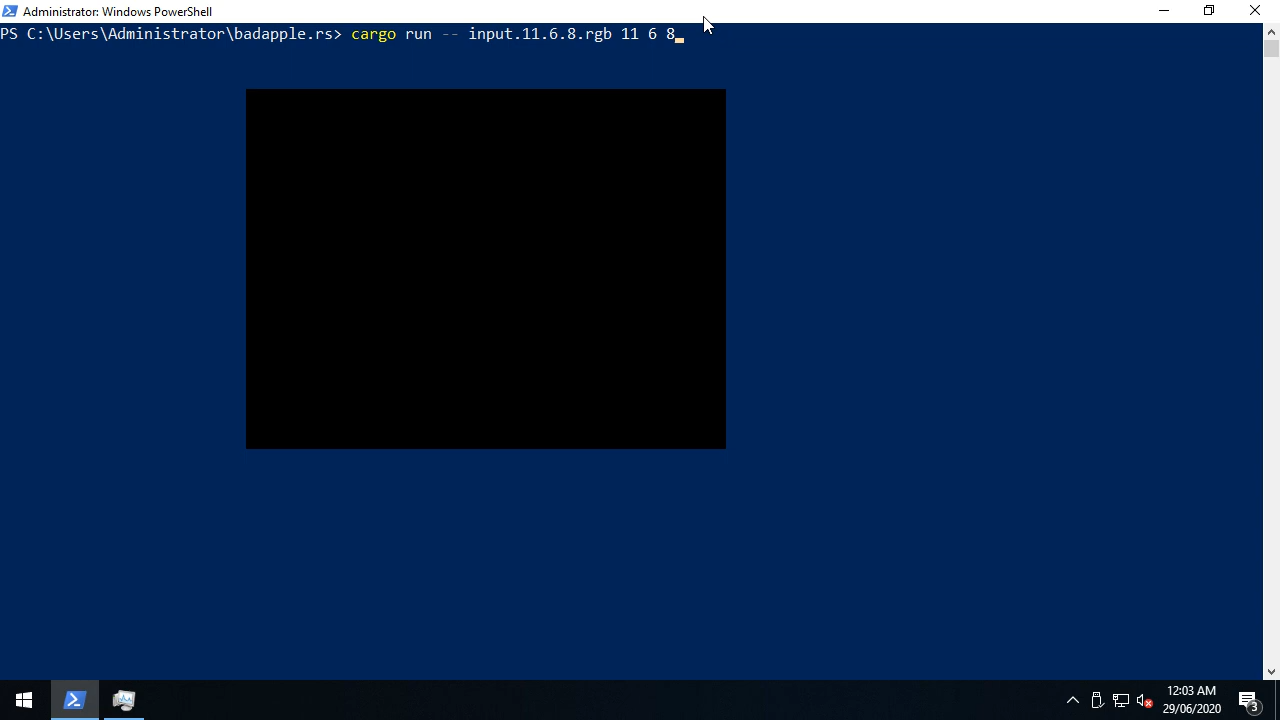 Administrator: Windows PowerShell
PS C:\Users\Administrator\badapple.rs> cargo run -- input.11.6.8.rgb 11 6 8
12:03 AM
29/06/2020
3